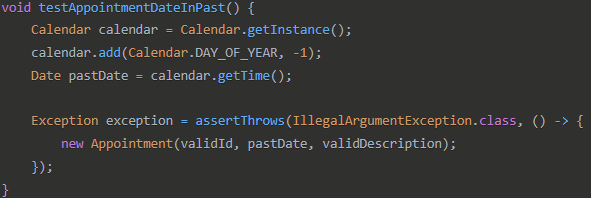 void testAppointmentDateInPast() {
    Calendar calendar = Calendar.getInstance();
    calendar.add(Calendar.DAY_OF_YEAR, -1);
    Date pastDate = calendar.getTime();

    Exception exception = assertThrows(IllegalArgumentException.class, () -> {
        new Appointment(validId, pastDate, validDescription);
    });
}